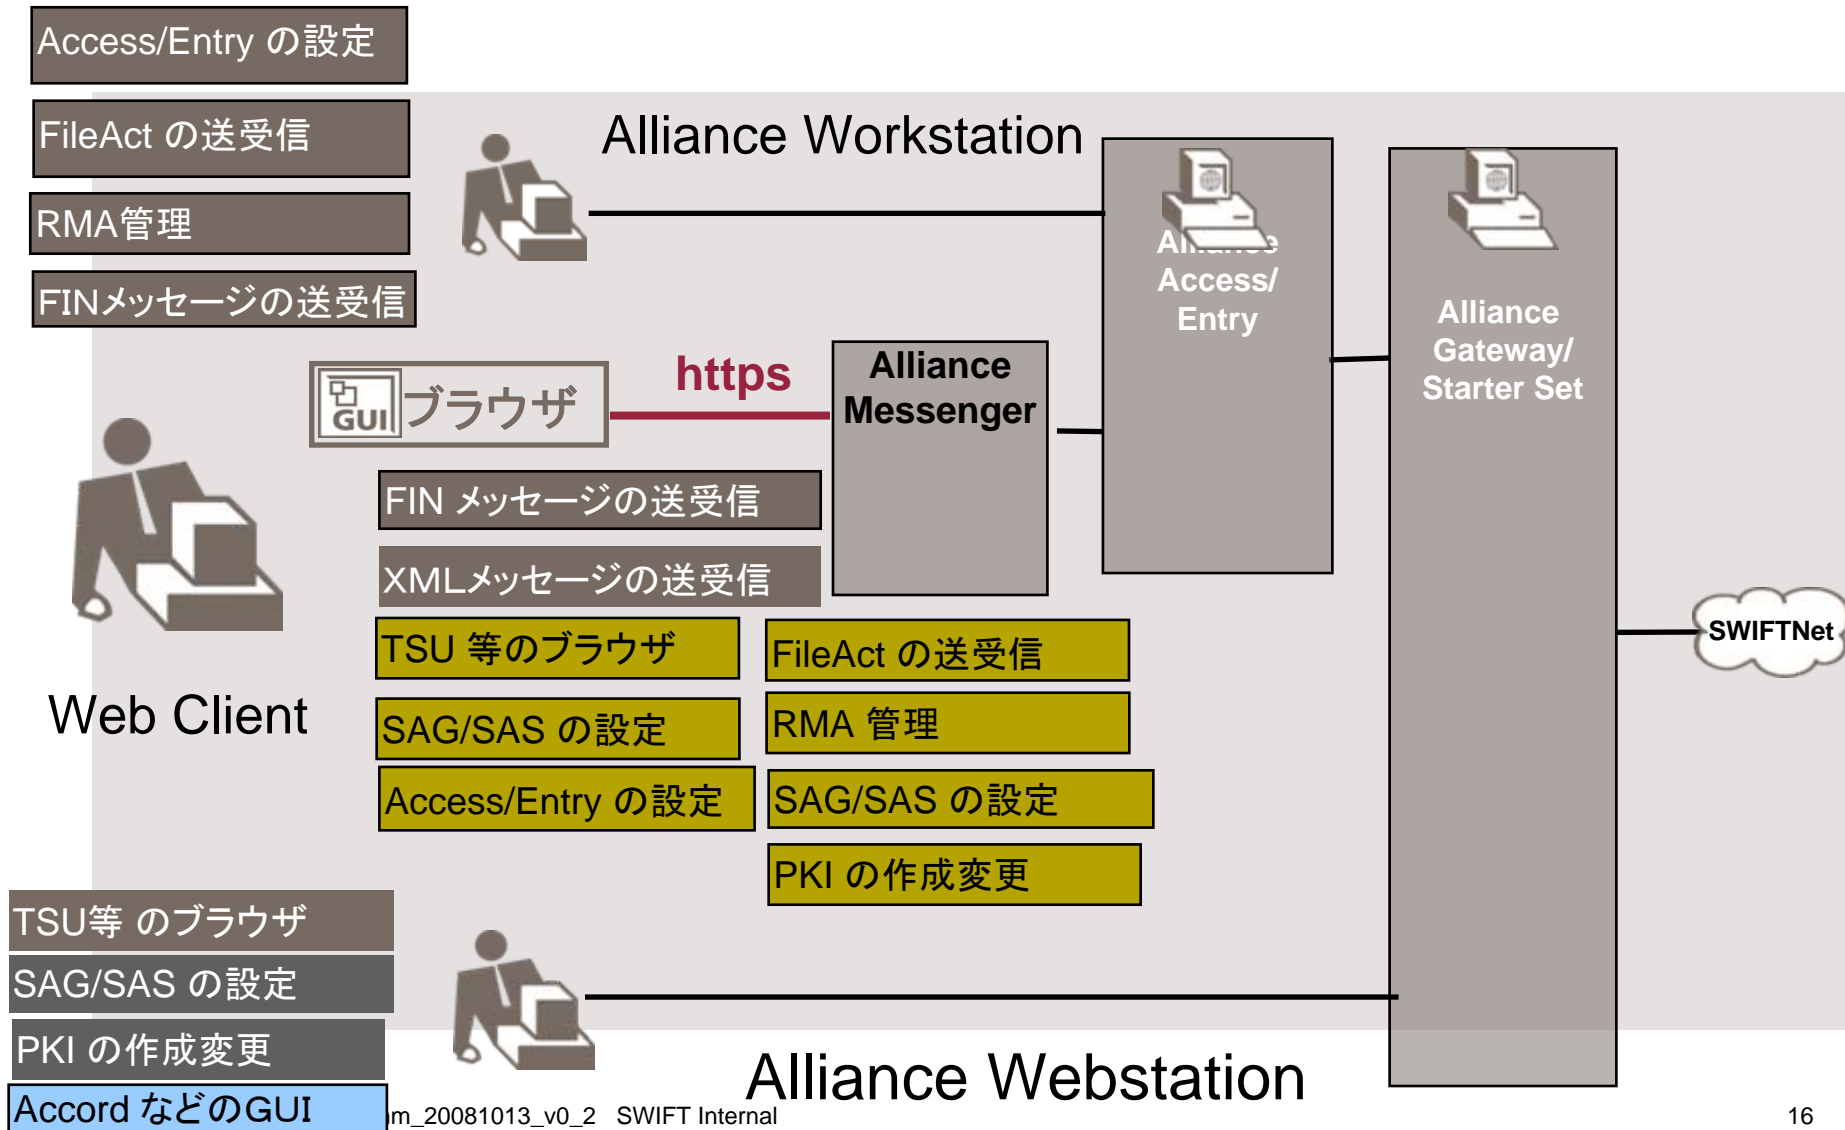 Access/Entry の設定
FileAct の送受信
RMA管理
FINメッセージの送受信
Alliance Workstation
Alliance
Access/
Entry
Alliance
Gateway/
Starter Set
GUI ブラウザ
https
Alliance
Messenger
FIN メッセージの送受信
XMLメッセージの送受信
TSU 等のブラウザ
FileAct の送受信
SWIFTNet
Web Client
SAG/SAS の設定
RMA 管理
Access/Entry の設定
SAG/SAS の設定
PKI の作成変更
TSU等 のブラウザ
SAG/SAS の設定
PKI の作成変更
Accord などのGUI
Alliance Webstation
m_20081013_v0_2 SWIFT Internal
16